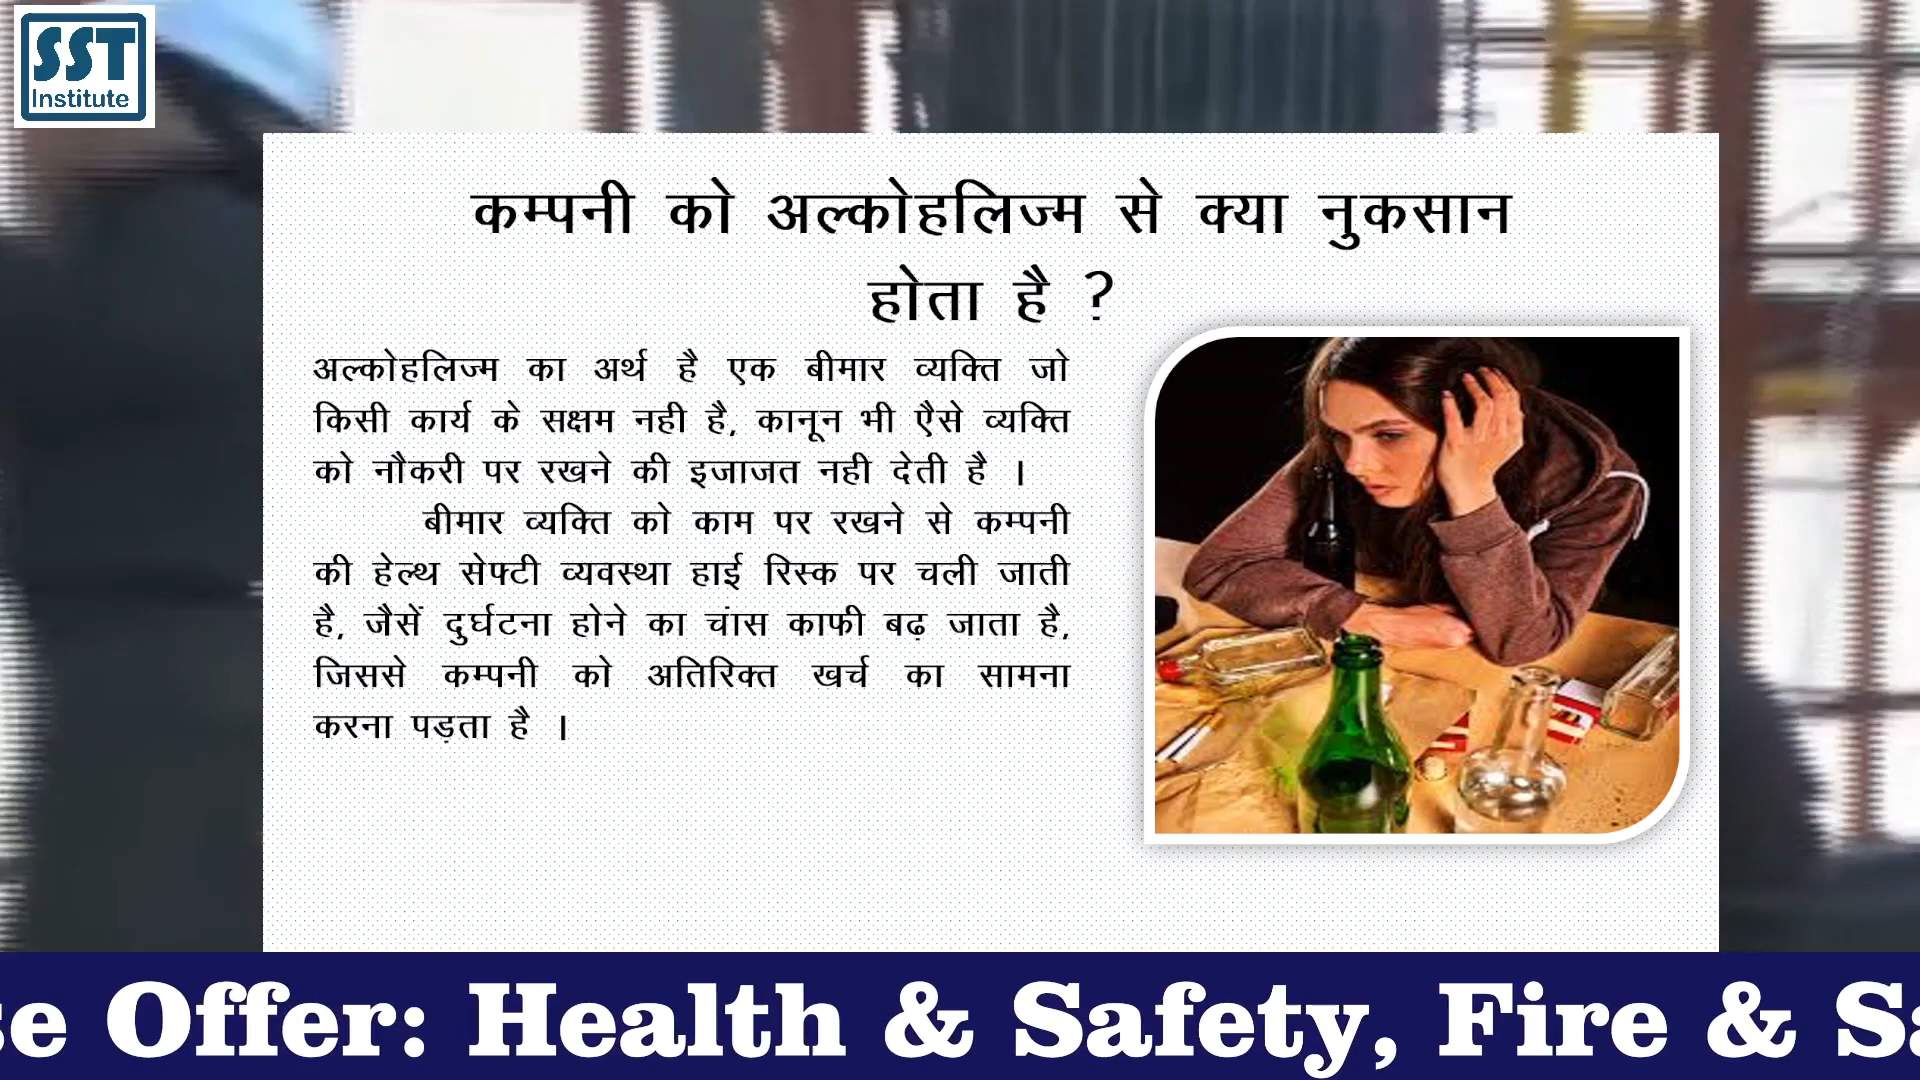 SST
Institute
कम्पनी को अल्कोहलिज्म से क्या नुकसान
होता है ?
अल्कोहलिज्म का अर्थ है एक बीमार व्यक्ति जो
किसी कार्य के सक्षम नही है, कानून भी एैसे व्यक्ति
को नौकरी पर रखने की इजाजत नही देती है ।
बीमार व्यक्ति को काम पर रखने से कम्पनी
की हेल्थ सेफ्टी व्यवस्था हाई रिस्क पर चली जाती
है, जैसें दुर्घटना होने का चांस काफी बढ़ जाता है,
जिससे कम्पनी को अतिरिक्त खर्च का सामना
करना पड़ता है ।
Offer: Health & Safety, Fire &